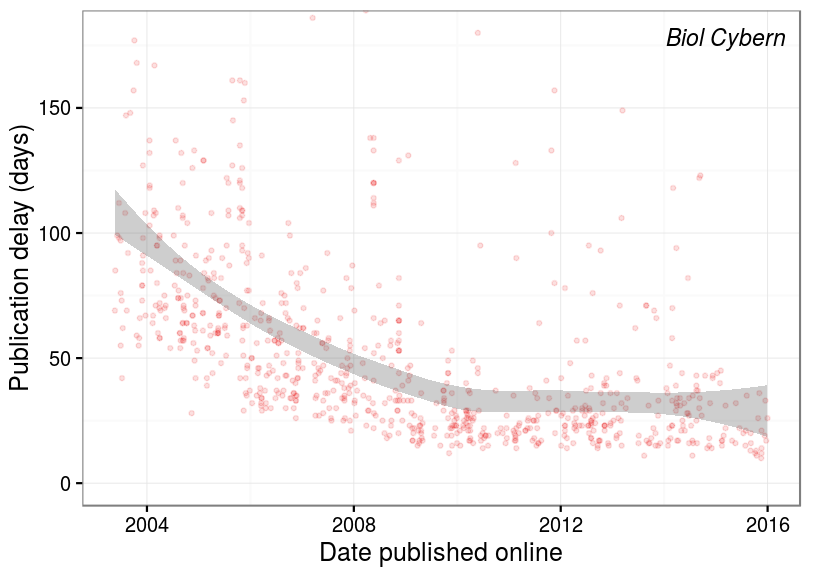 Biol Cybern
Publication delay (days)
150
100
50
0
2004 2008 2012 2016
Date published online